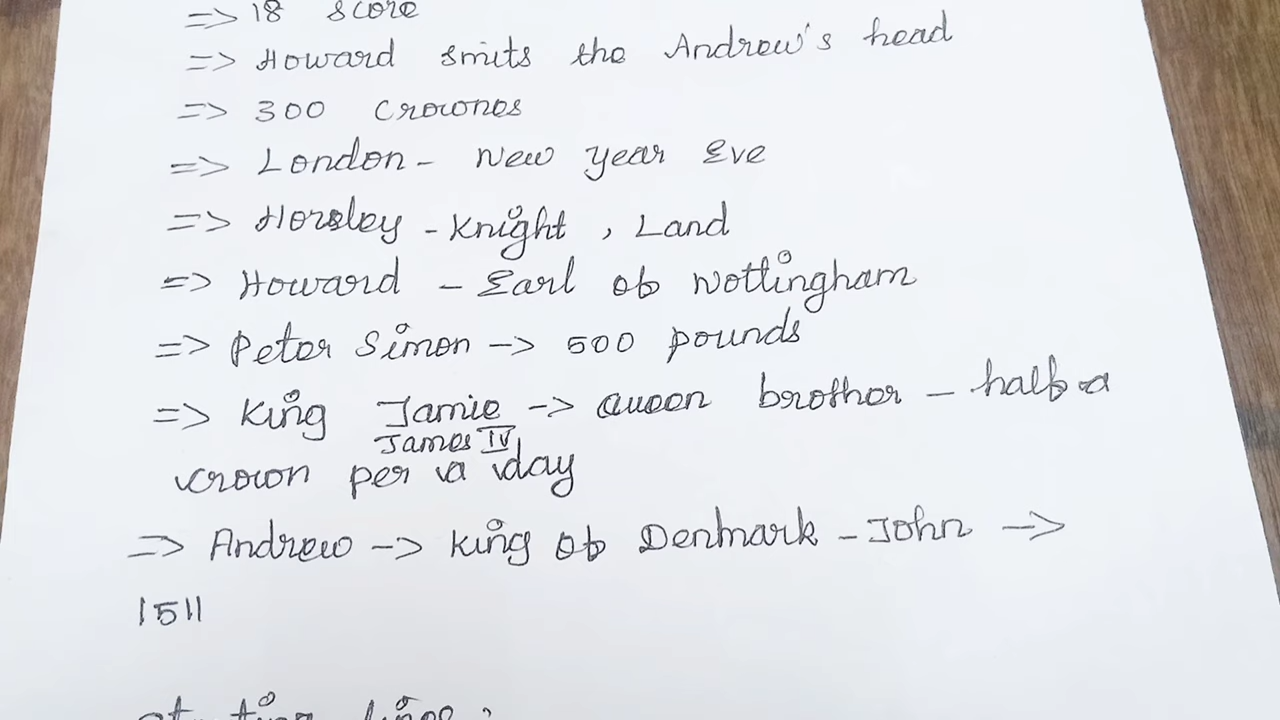 => 18 score
=> Howard smits the Andrew's head
=> 300 Crownes
=> London - New year Eve
=> Horsley - Knight , Land
=> Howard - Earl of Nottingham
=> Peter Simon -> 500 pounds
=> King Jamie -> Queen brother - half a
James IV
crown per a day
=> Andrew -> King of Denmark - John ->
1511
Starting lines :